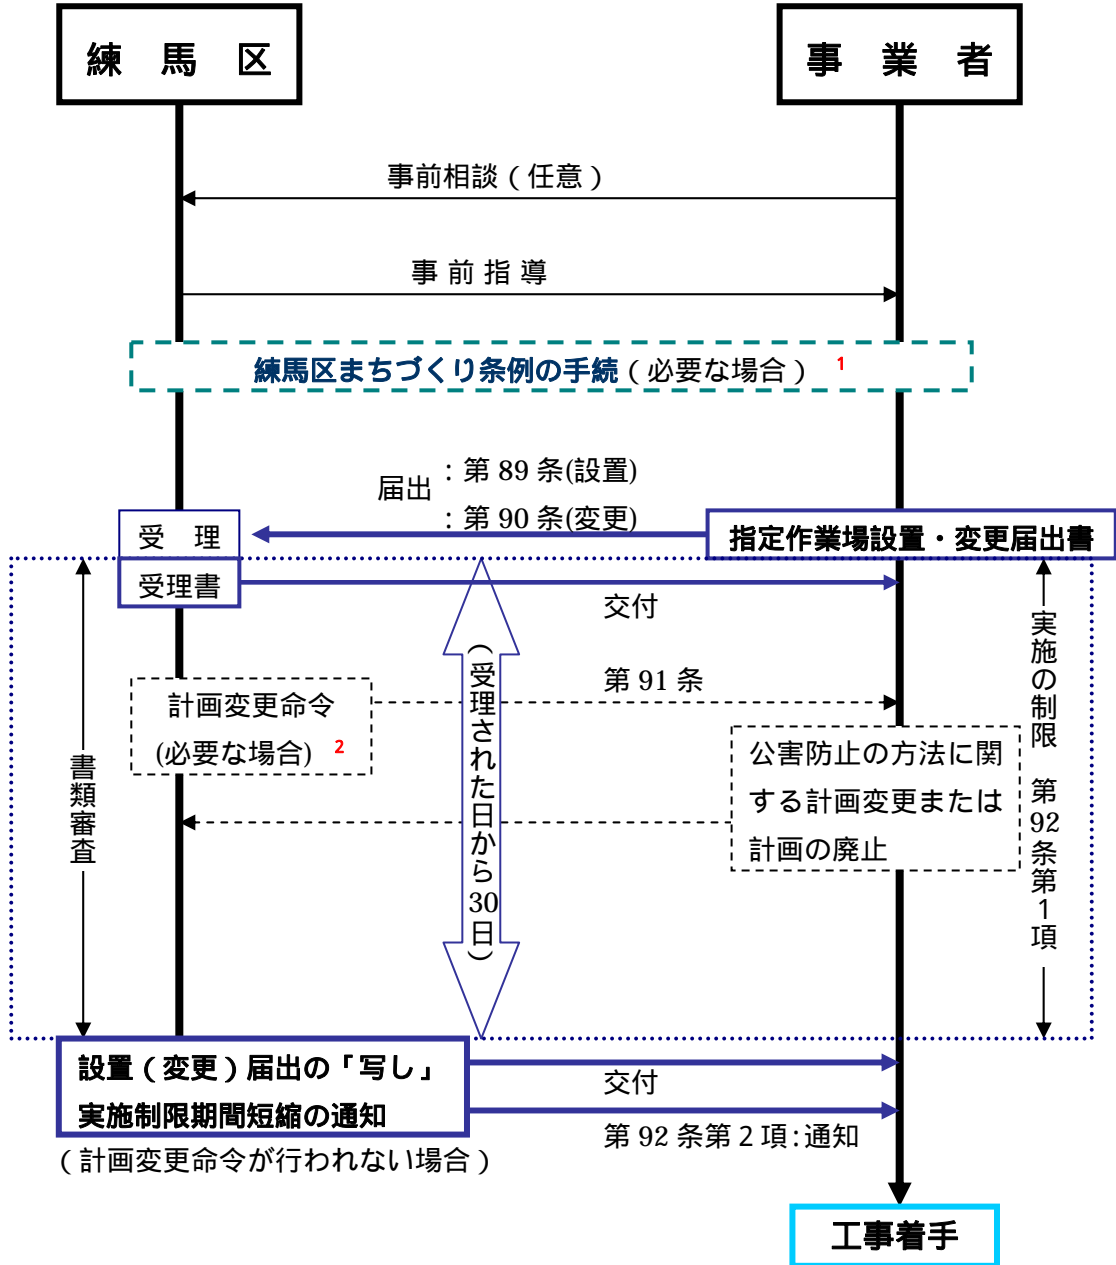 練　馬　区
事　業　者
事前相談（任意）
事 前 指 導
練馬区まちづくり条例の手続（必要な場合） 1
届出
：第 89 条(設置)
：第 90 条(変更)
受　理
指定作業場設置・変更届出書
受理書
交付
（受理された日から30日）
実施の制限　第92条第1項
書類審査
計画変更命令
(必要な場合) 2
第 91 条
公害防止の方法に関
する計画変更または
計画の廃止
設置（変更）届出の「写し」
実施制限期間短縮の通知
（計画変更命令が行われない場合）
交付
第 92 条第２項：通知
工事着手